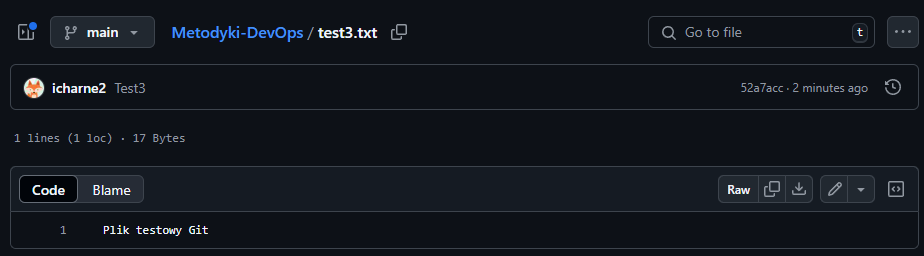 main Metodyki-DevOps / test3.txt Go to file t
icharne2 Test3 52a7acc · 2 minutes ago
1 lines (1 loc) · 17 Bytes
Code Blame Raw
1 Plik testowy Git